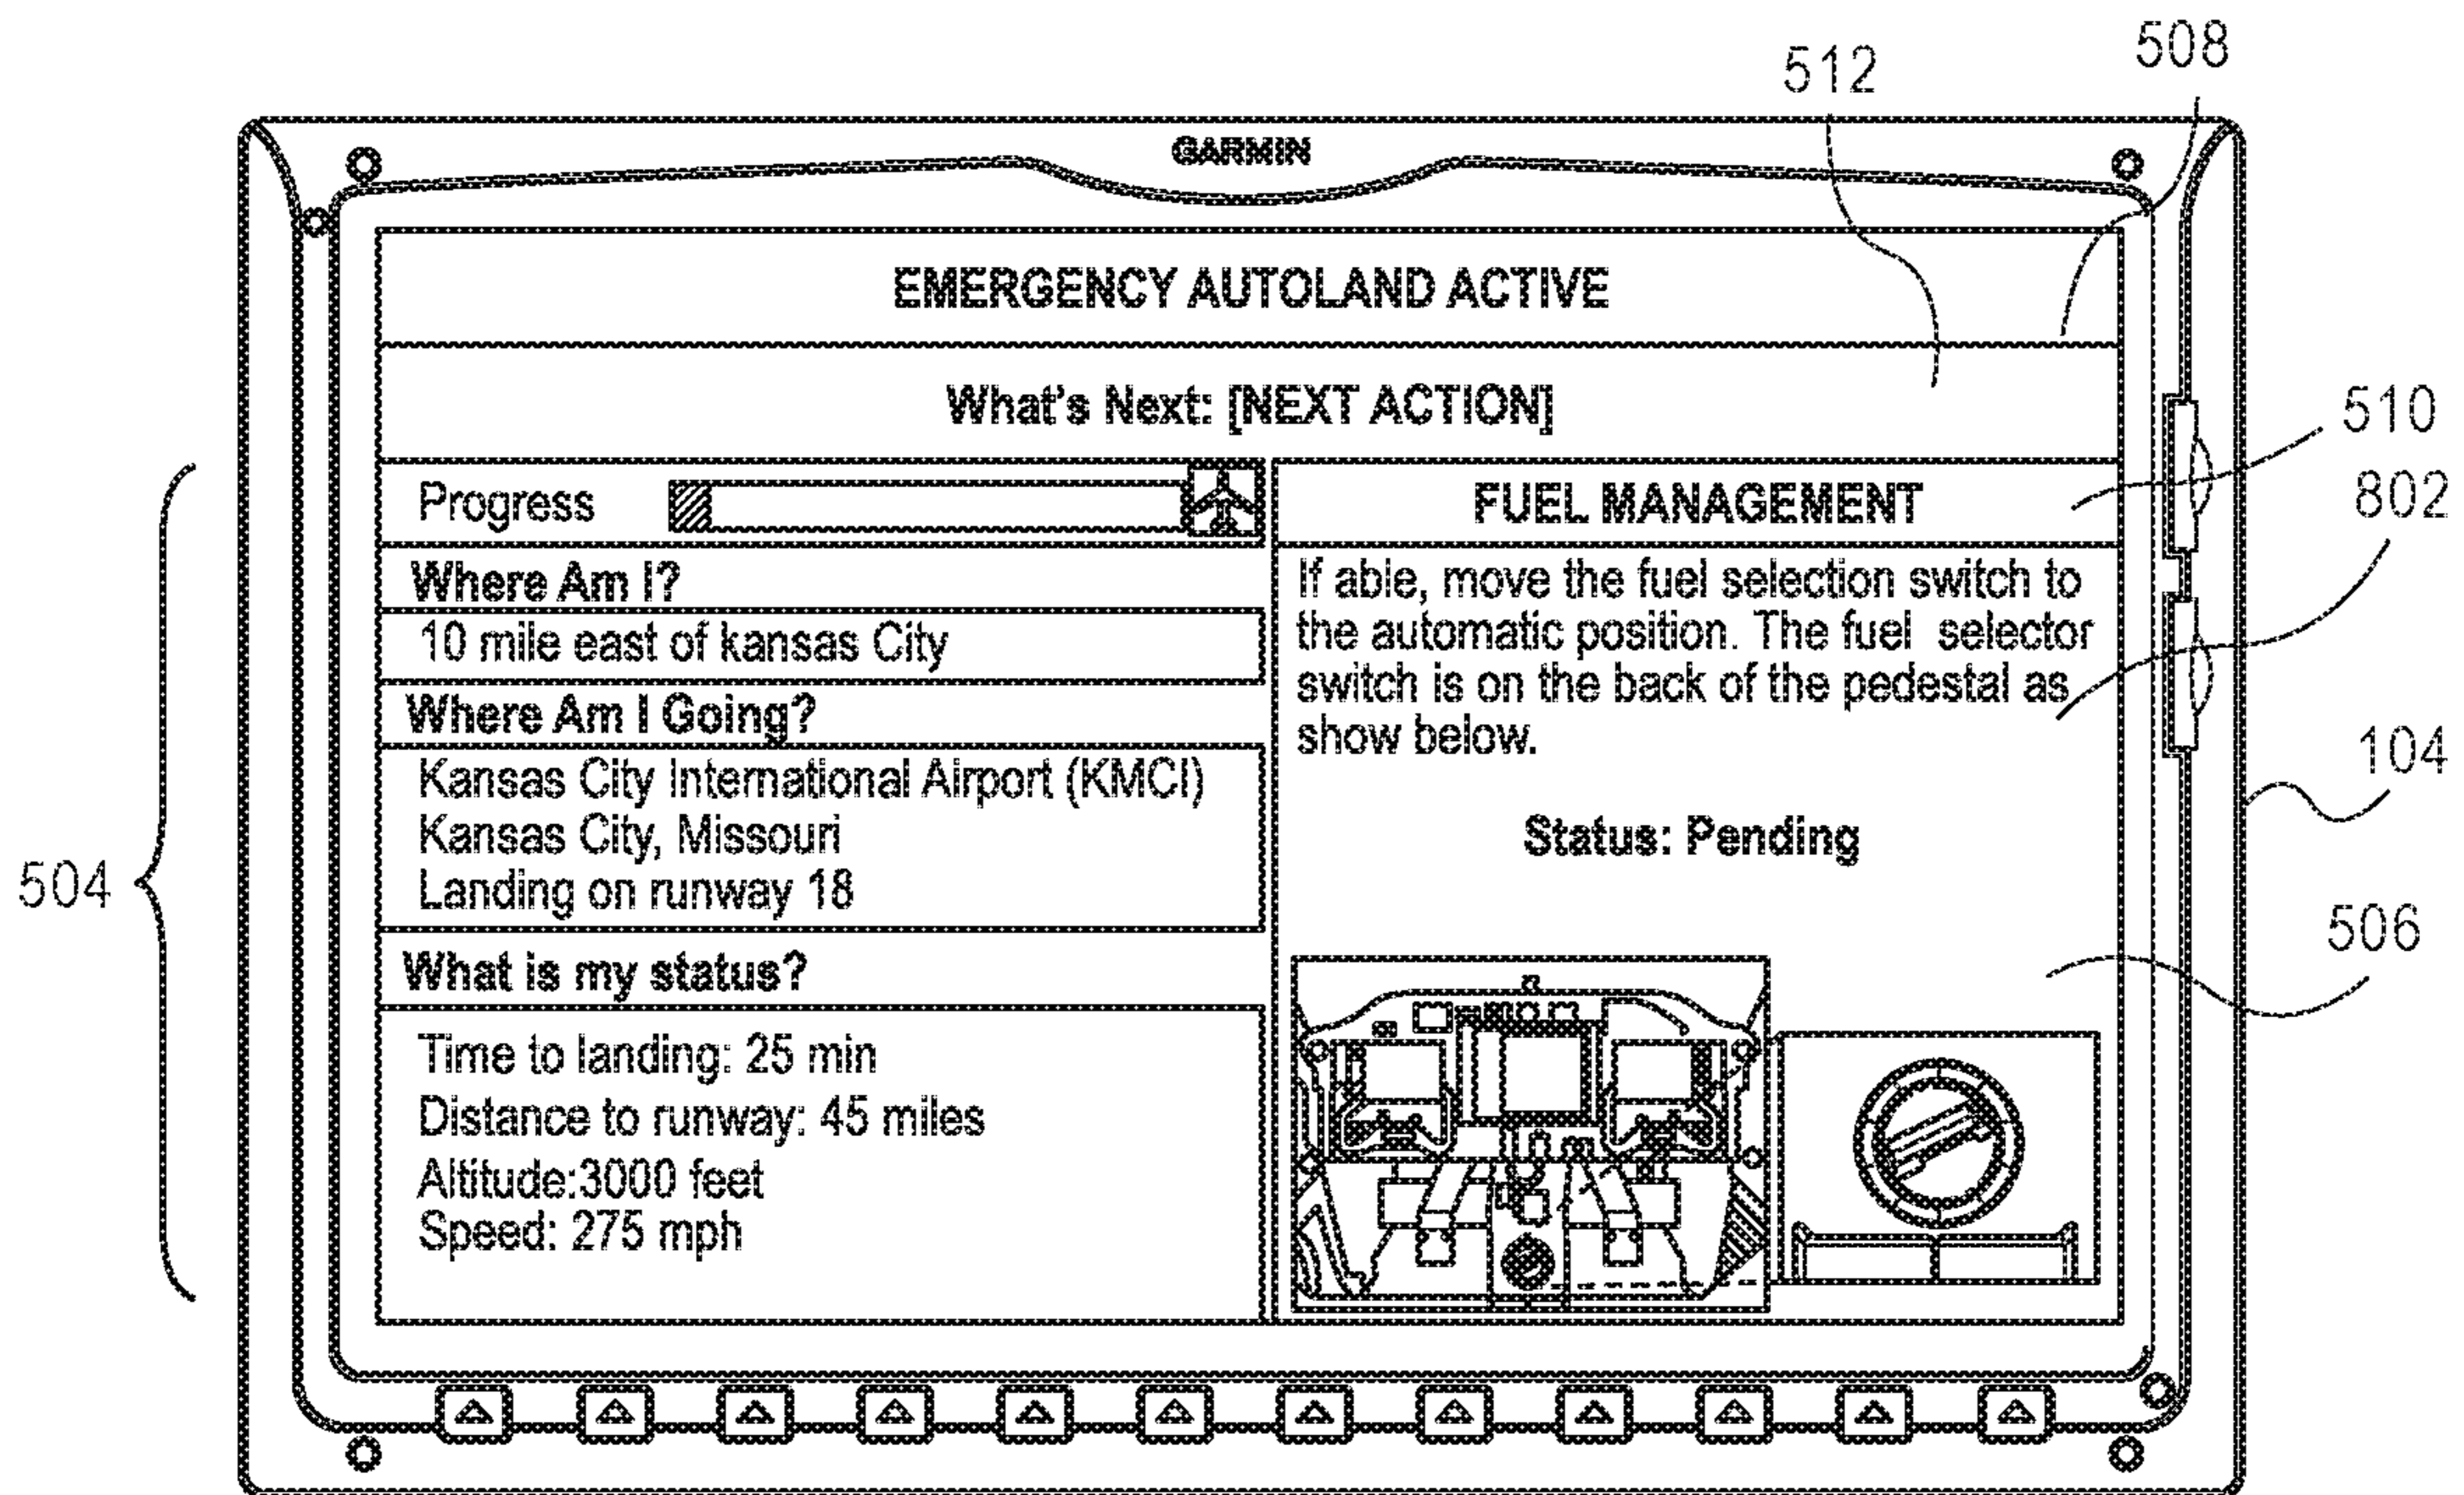 508
512
GARMIN
EMERGENCY AUTOLAND ACTIVE
What's Next: [NEXT ACTION]
510
802
104
506
504
Progress
Where Am I?
10 mile east of kansas City
Where Am I Going?
Kansas City International Airport (KMCI)
Kansas City, Missouri
Landing on runway 18
What is my status?
Time to landing: 25 min
Distance to runway: 45 miles
Altitude:3000 feet
Speed: 275 mph
FUEL MANAGEMENT
If able, move the fuel selection switch to
the automatic position. The fuel selector
switch is on the back of the pedestal as
show below.
Status: Pending